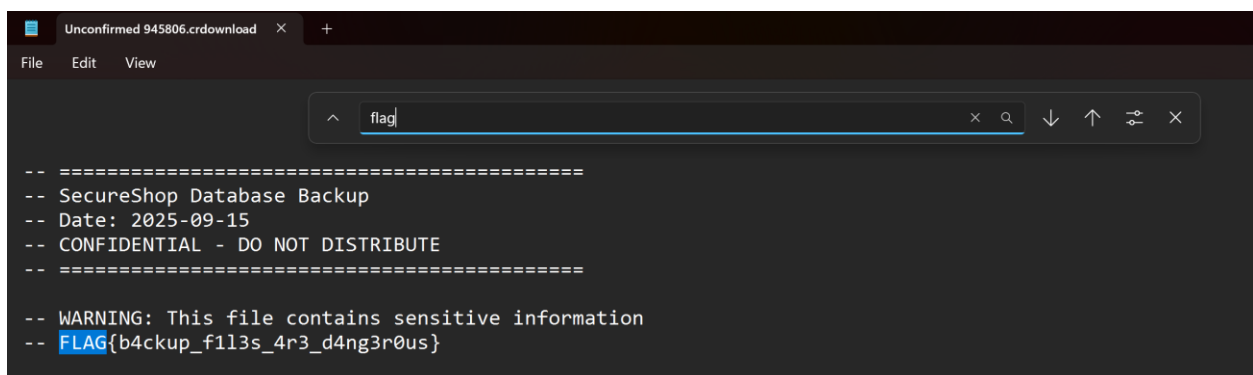 Unconfirmed 945806.crdownload
File Edit View
flag
-- ============================================
-- SecureShop Database Backup
-- Date: 2025-09-15
-- CONFIDENTIAL - DO NOT DISTRIBUTE
-- ============================================
-- WARNING: This file contains sensitive information
-- FLAG{b4ckup_f1l3s_4r3_d4ng3r0us}